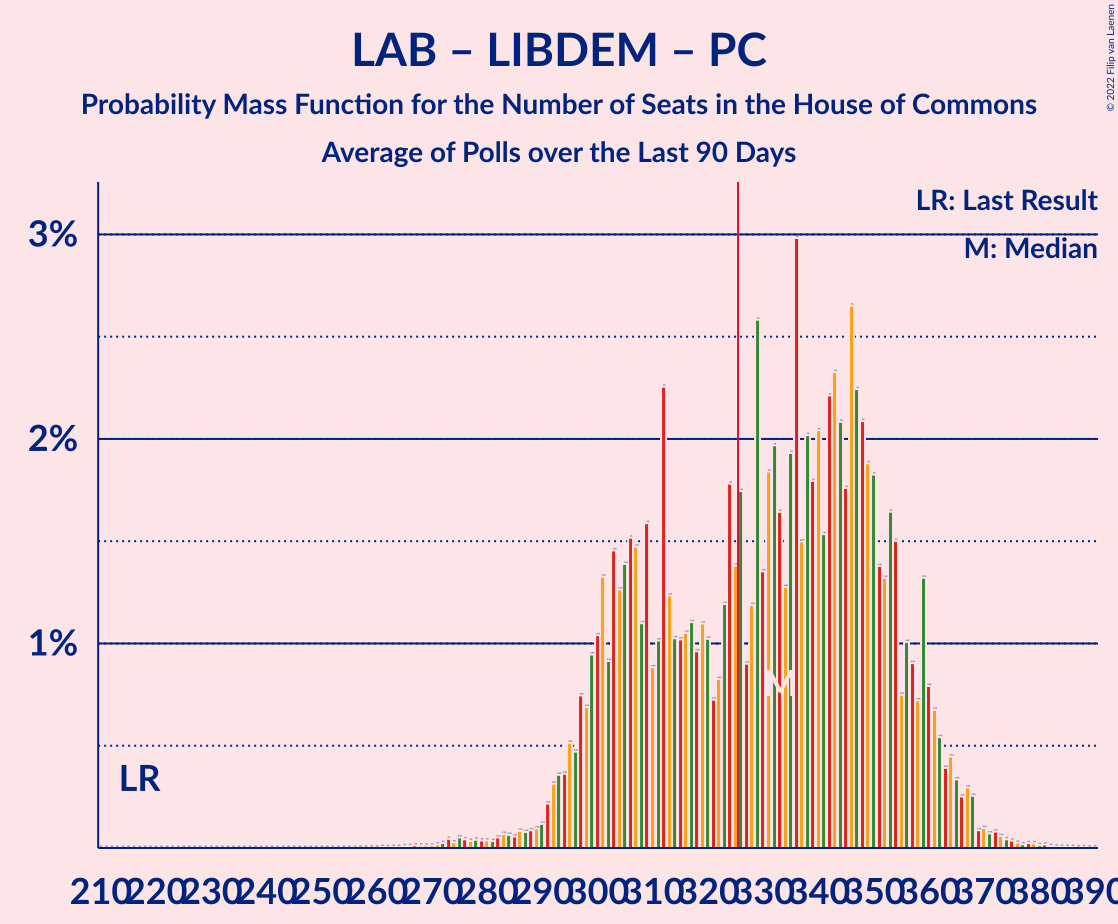 LAB – LIBDEM – PC
Probability Mass Function for the Number of Seats in the House of Commons
Average of Polls over the Last 90 Days
© 2022 Filip van Laenen
LR: Last Result
M: Median
3%
2%
1%
LR
M
210 220 230 240 250 260 270 280 290 300 310 320 330 340 350 360 370 380 390